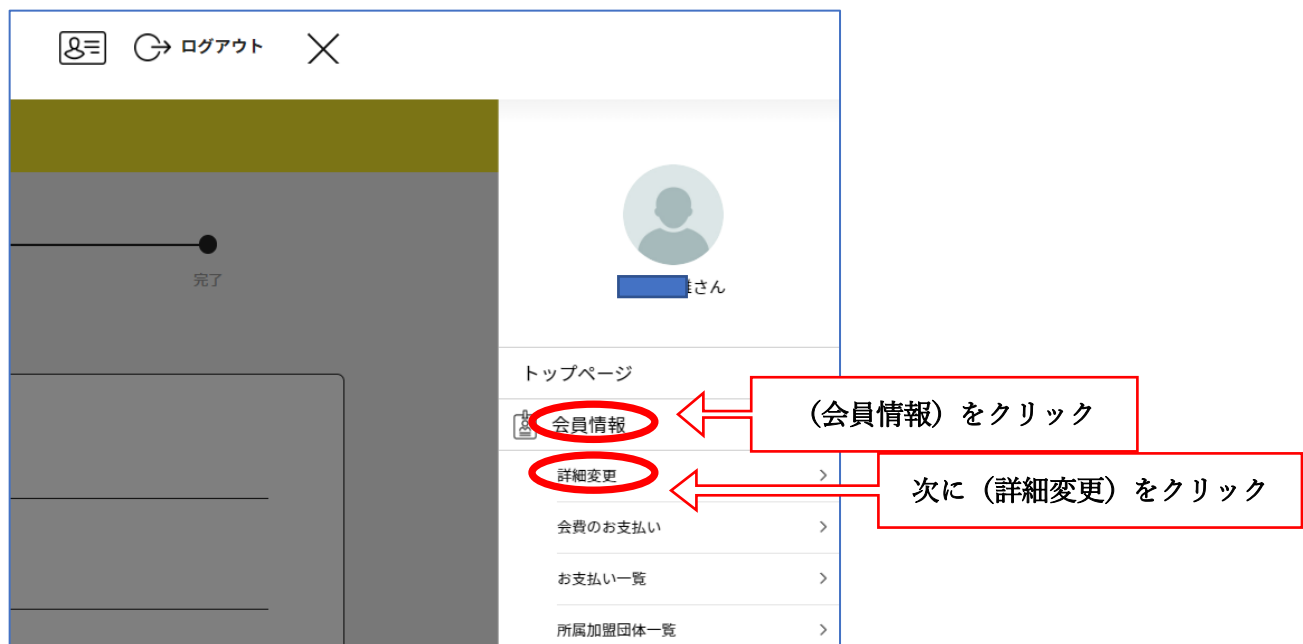 ログアウト
完了
さん
トップページ
会員情報
（会員情報）をクリック
詳細変更
次に（詳細変更）をクリック
会費のお支払い
お支払い一覧
所属加盟団体一覧